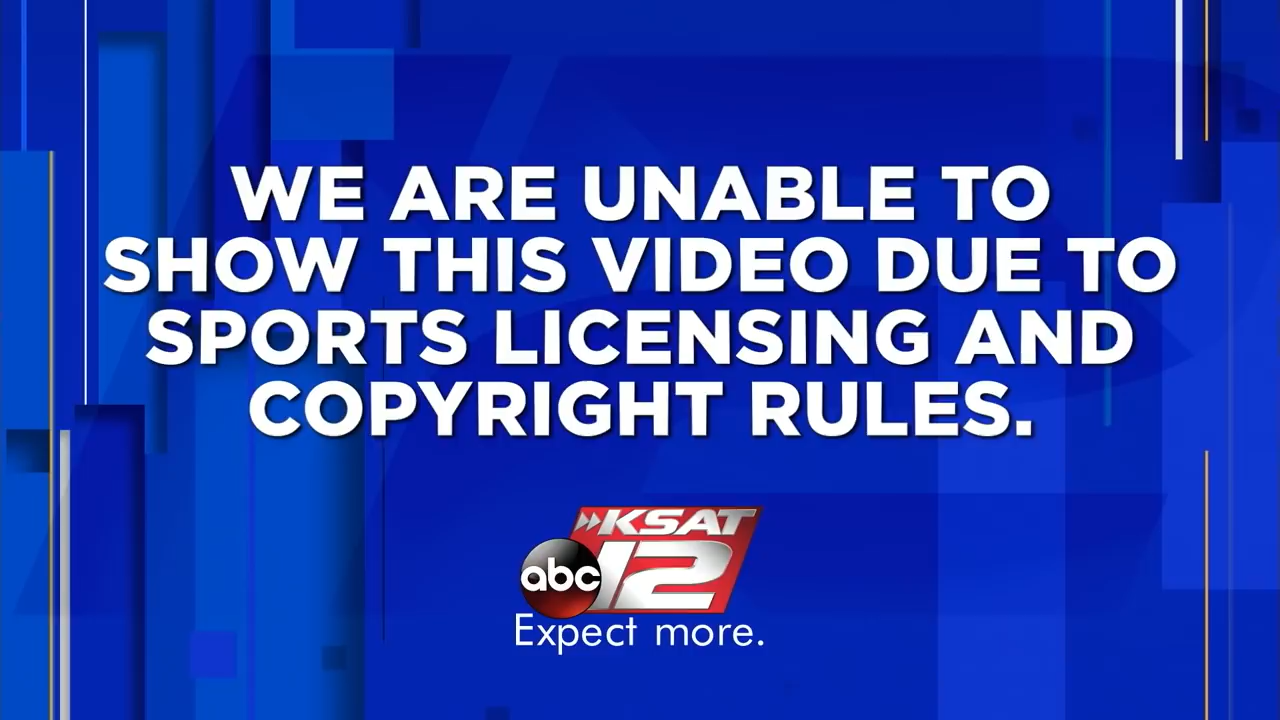 WE ARE UNABLE TO
SHOW THIS VIDEO DUE TO
SPORTS LICENSING AND
COPYRIGHT RULES.
KSAT
abc 12
Expect more.